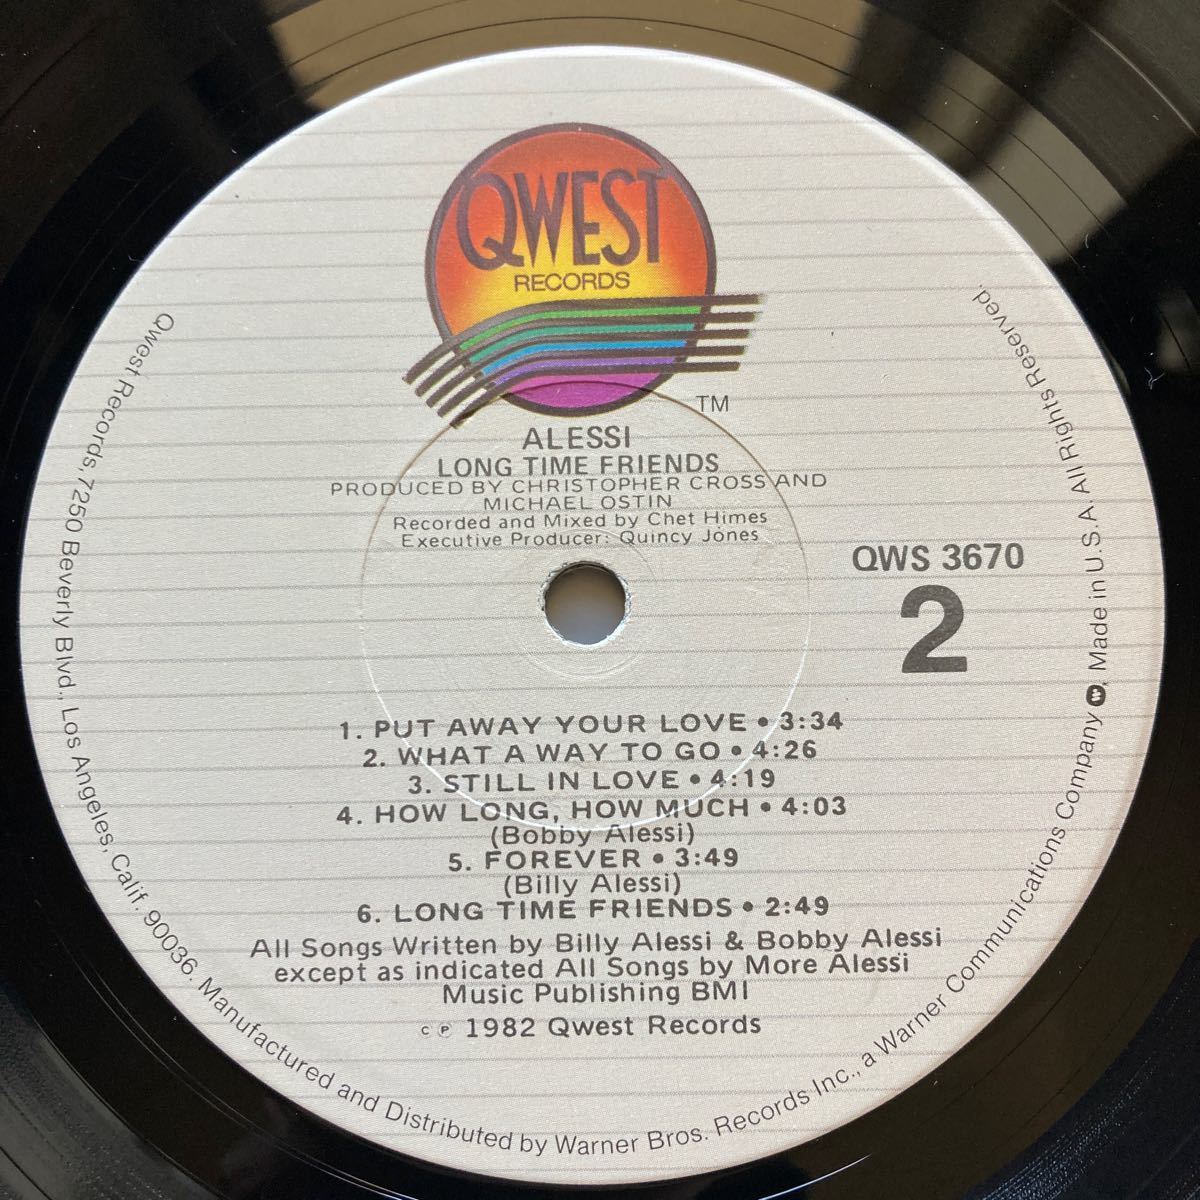 QWEST
RECORDS
TM
ALESSI
LONG TIME FRIENDS
PRODUCED BY CHRISTOPHER CROSS AND
MICHAEL OSTIN
Recorded and Mixed by Chet Himes
Executive Producer: Quincy Jones
QWS 3670
2
1. PUT AWAY YOUR LOVE • 3:34
2. WHAT A WAY TO GO • 4:26
3. STILL IN LOVE • 4:19
4. HOW LONG, HOW MUCH • 4:03
(Bobby Alessi)
5. FOREVER • 3:49
(Billy Alessi)
6. LONG TIME FRIENDS • 2:49
All Songs Written by Billy Alessi & Bobby Alessi
except as indicated All Songs by More Alessi
Music Publishing BMI
© ℗ 1982 Qwest Records
Qwest Records, 7250 Beverly Blvd., Los Angeles, Calif. 90036. Manufactured and Distributed by Warner Bros. Records Inc., a Warner Communications Company W, Made in U.S.A. All Rights Reserved.